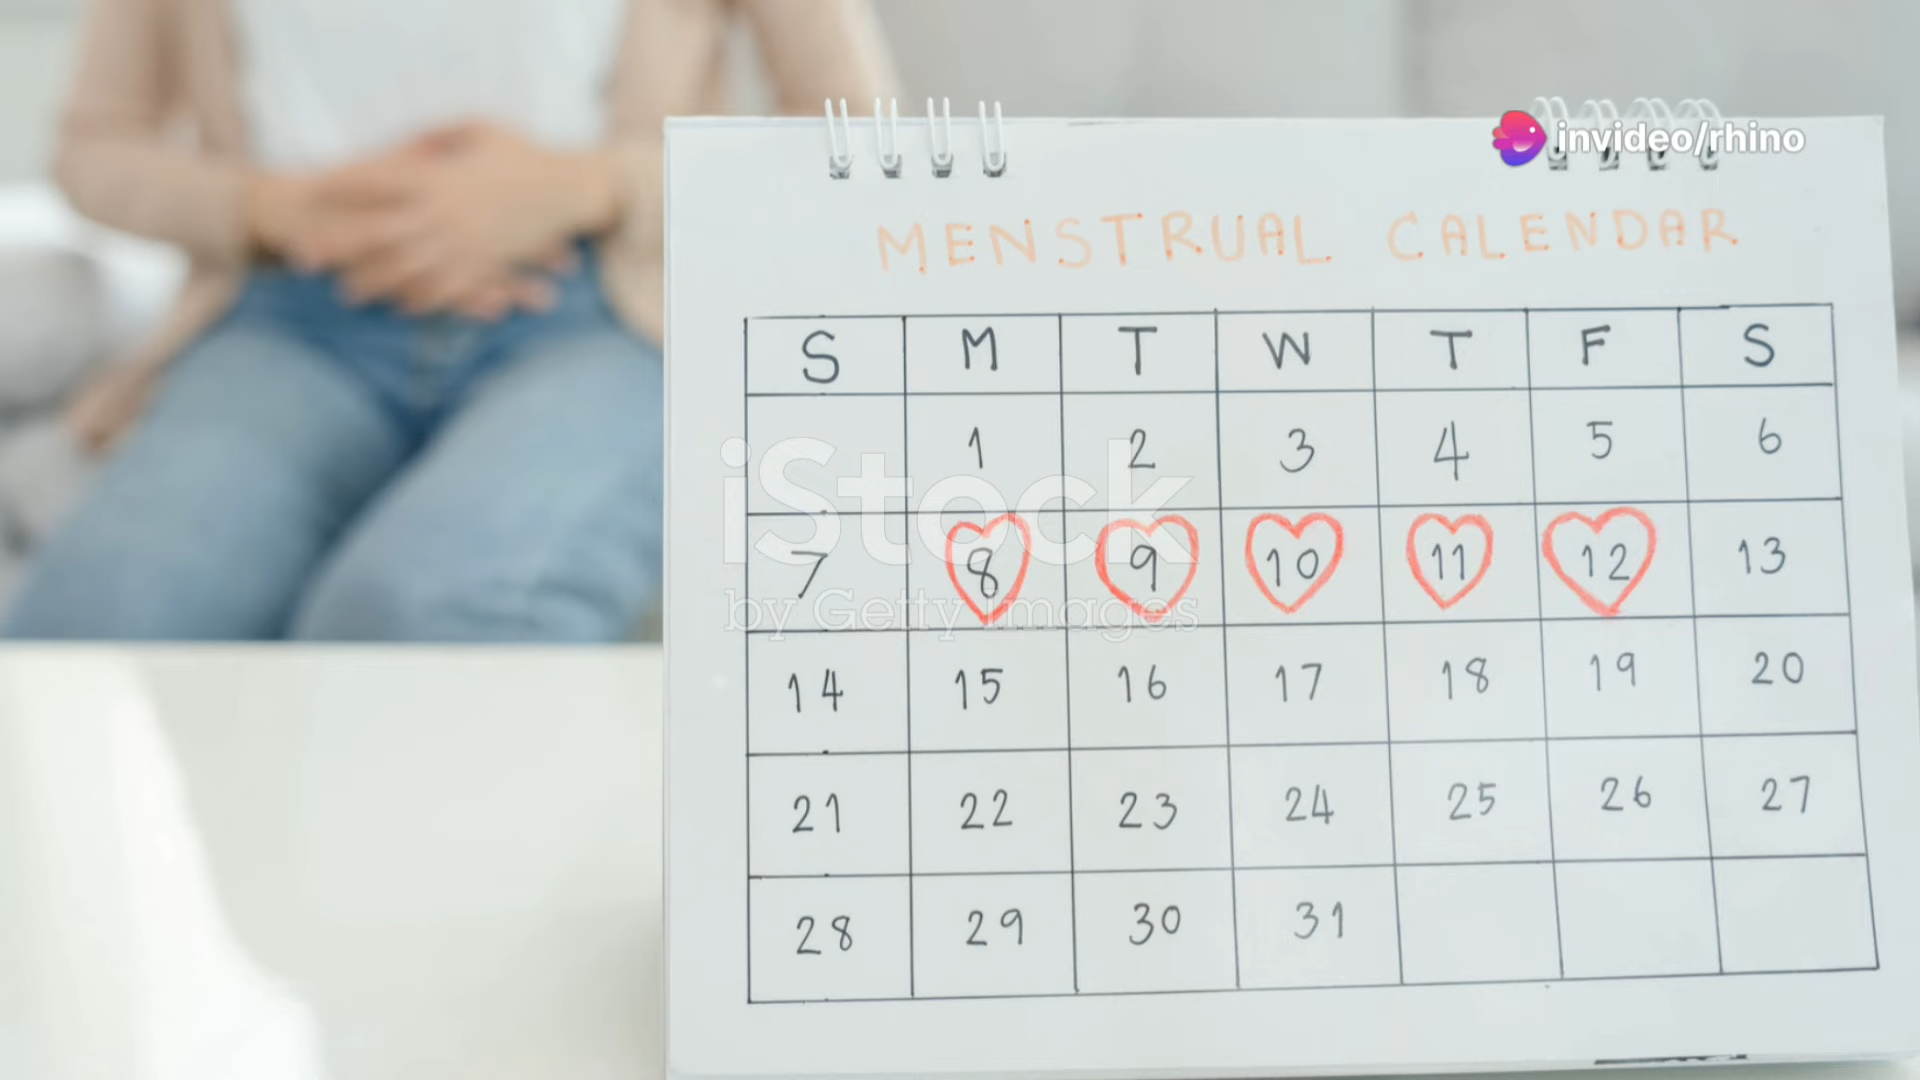 invideo/rhino
MENSTRUAL CALENDAR
S M T W T F S
1 2 3 4 5 6
7 8 9 10 11 12 13
14 15 16 17 18 19 20
21 22 23 24 25 26 27
28 29 30 31
iStock
by Getty Images